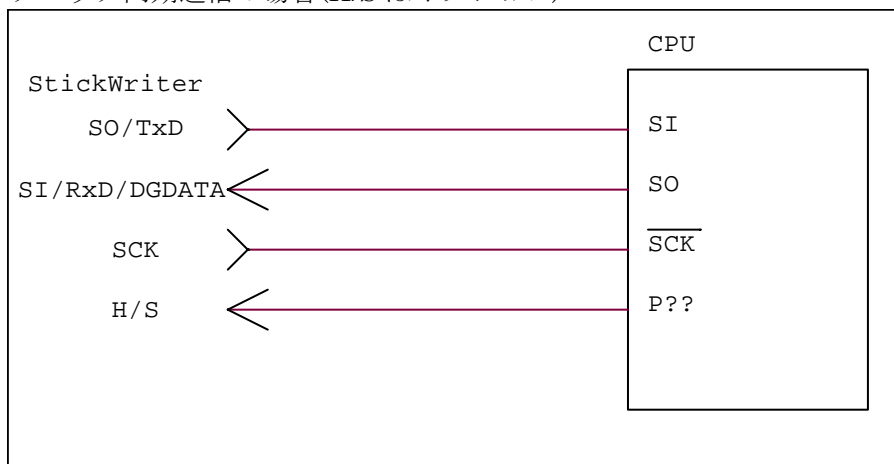 CPU
StickWriter
SO/TxD
SI
SI/RxD/DGDATA
SO
SCK
SCK
H/S
P??